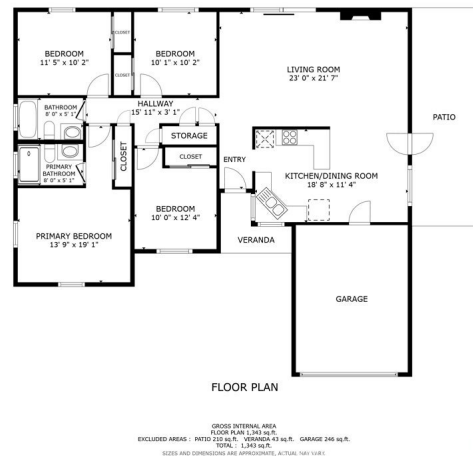 BEDROOM
11' 5" x 10' 2"
CLOSET
BEDROOM
10' 1" x 10' 2"
CLOSET
LIVING ROOM
23' 0" x 21' 7"
BATHROOM
8' 0" x 5' 1"
HALLWAY
15' 11" x 3' 1"
PATIO
STORAGE
CLOSET
CLOSET
ENTRY
PRIMARY
BATHROOM
8' 0" x 5' 1"
KITCHEN/DINING ROOM
18' 8" x 11' 4"
BEDROOM
10' 0" x 12' 4"
PRIMARY BEDROOM
13' 9" x 19' 1"
VERANDA
GARAGE
FLOOR PLAN
GROSS INTERNAL AREA
FLOOR PLAN 1,343 sq.ft.
EXCLUDED AREAS : PATIO 210 sq.ft. VERANDA 43 sq.ft. GARAGE 246 sq.ft.
TOTAL : 1,343 sq.ft.
SIZES AND DIMENSIONS ARE APPROXIMATE, ACTUAL MAY VARY.